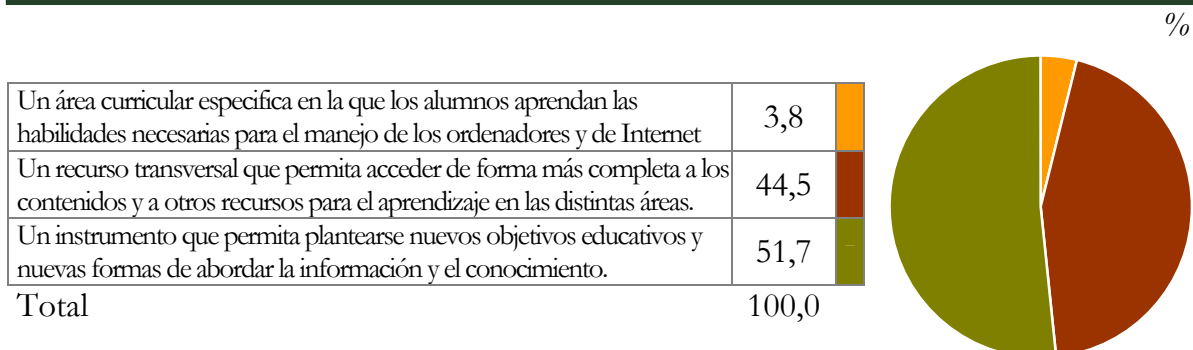 %
Un área curricular especifica en la que los alumnos aprendan las
habilidades necesarias para el manejo de los ordenadores y de Internet
3,8
Un recurso transversal que permita acceder de forma más completa a los
contenidos y a otros recursos para el aprendizaje en las distintas áreas.
44,5
Un instrumento que permita plantearse nuevos objetivos educativos y
nuevas formas de abordar la información y el conocimiento.
51,7
Total 100,0